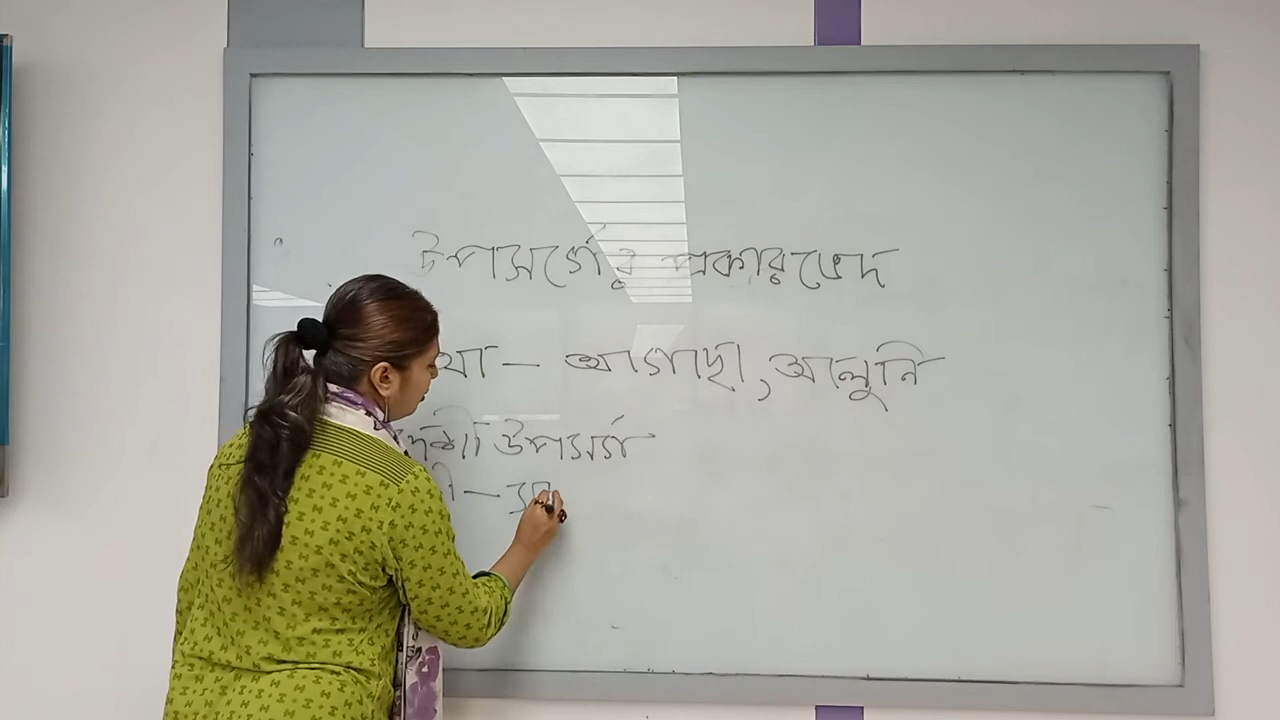 উপসর্গের প্রকারভেদ
থা - আগাছা, আলুনি
দেশী উপসর্গ